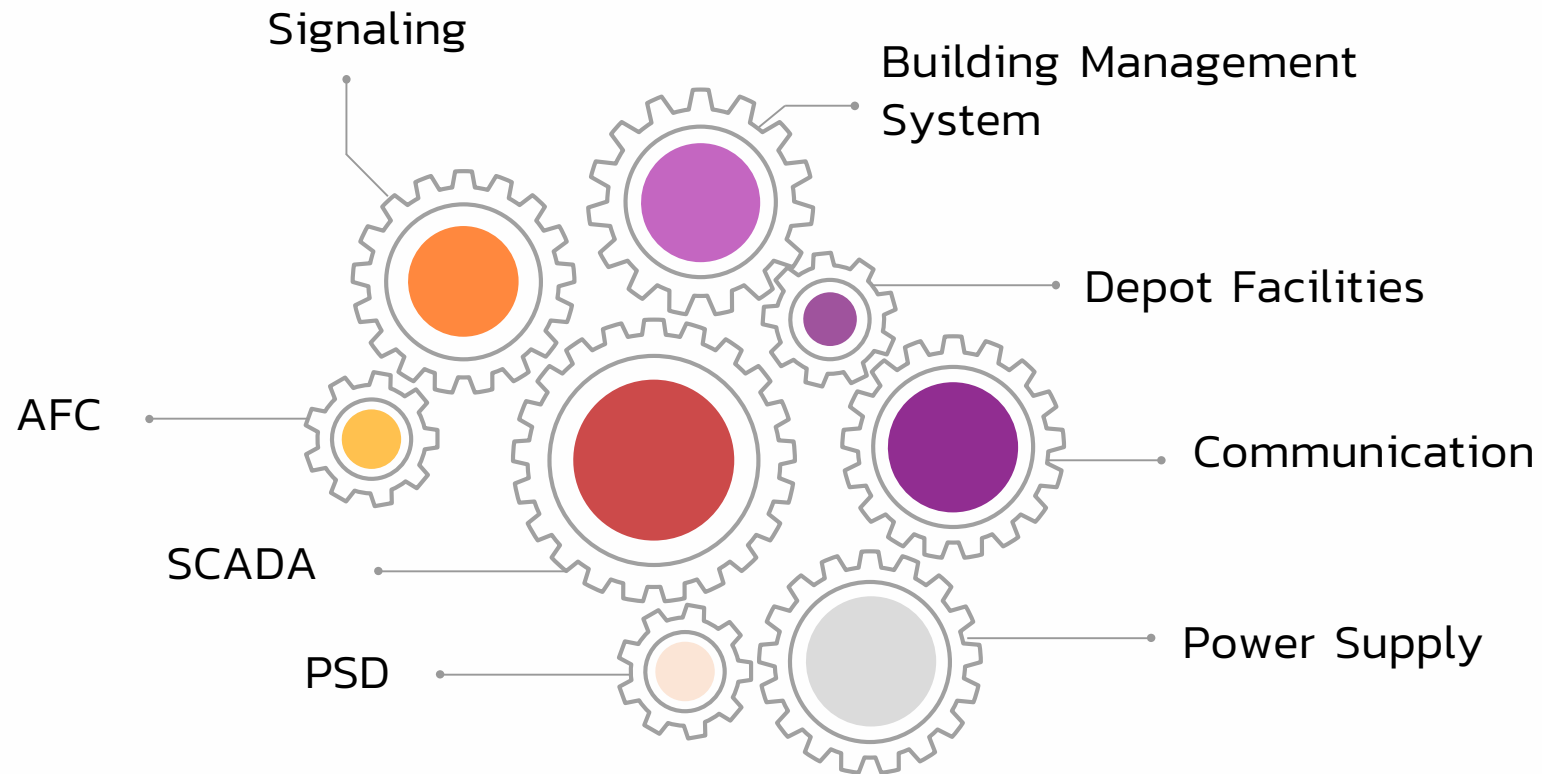 Signaling
Building Management
System
Depot Facilities
AFC
Communication
SCADA
Power Supply
PSD